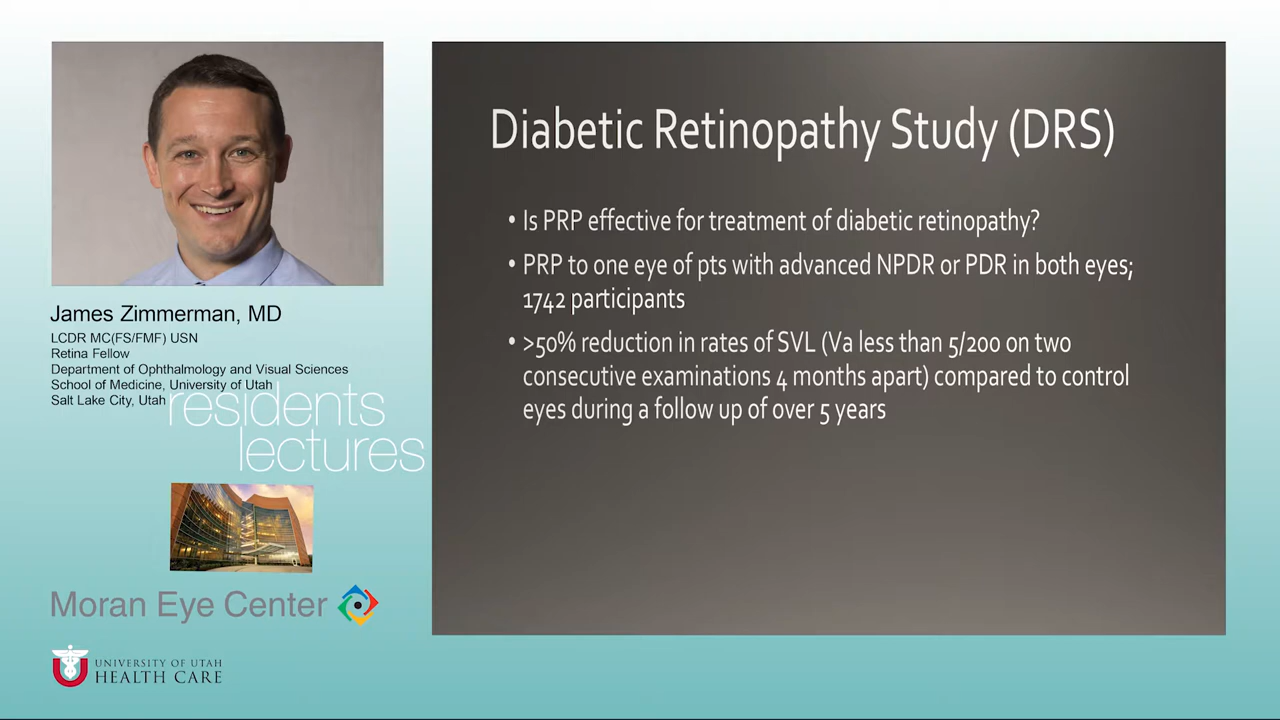 James Zimmerman, MD
LCDR MC(FS/FMF) USN
Retina Fellow
Department of Ophthalmology and Visual Sciences
School of Medicine, University of Utah
Salt Lake City, Utah
residents
lectures
Moran Eye Center
UNIVERSITY OF UTAH
HEALTH CARE
Diabetic Retinopathy Study (DRS)
• Is PRP effective for treatment of diabetic retinopathy?
• PRP to one eye of pts with advanced NPDR or PDR in both eyes;
1742 participants
• >50% reduction in rates of SVL (Va less than 5/200 on two
consecutive examinations 4 months apart) compared to control
eyes during a follow up of over 5 years